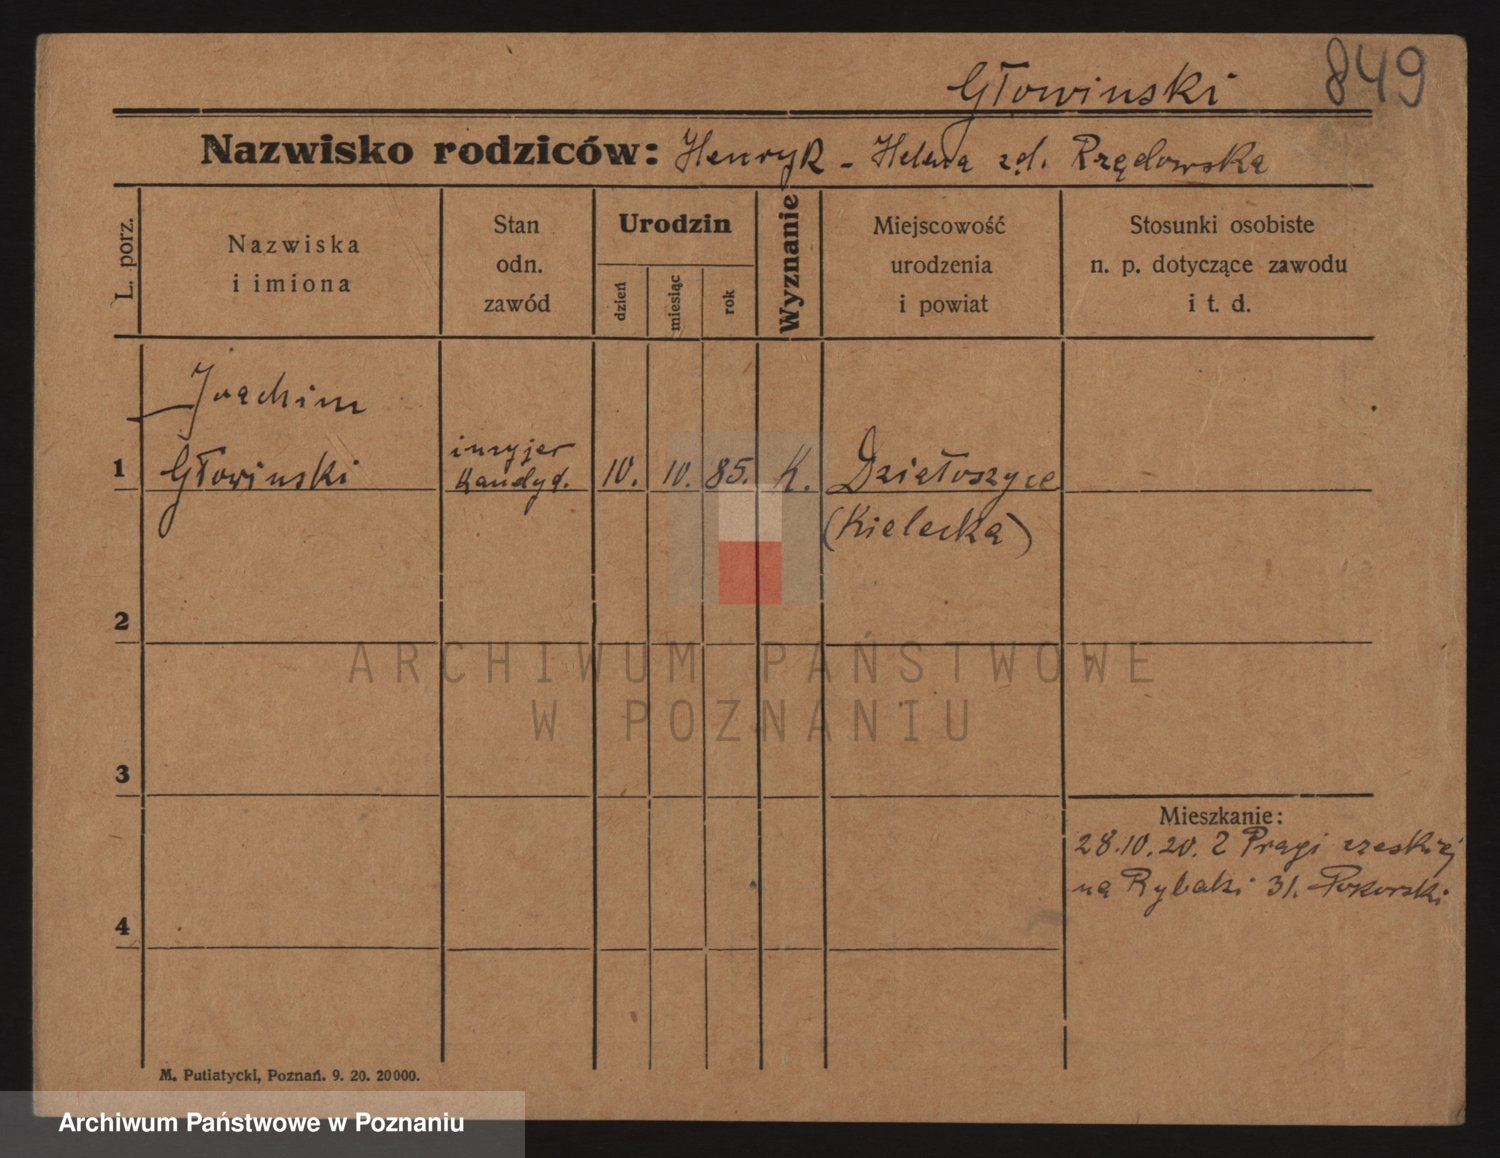 Głowinski 849
Nazwisko rodziców: Henryk - Helena zd. Rzędowska
L. porz.
Nazwiska
i imiona
Stan
odn.
zawód
Urodzin
dzień
miesiąc
rok
Wyznanie
Miejscowość
urodzenia
i powiat
Stosunki osobiste
n. p. dotyczące zawodu
i t. d.
Joachim
1 Głowinski
inżyjer
Kandyd.
10. 10. 85. K. Działoszyce
(Kielecka)
2
3
4
Mieszkanie:
28.10.20. Z Pragi czeskiej
na Rybaki 31. Pokorski
M. Putiatycki, Poznań. 9. 20. 20000.
ARCHIWUM PAŃSTWOWE
W POZNANIU
Archiwum Państwowe w Poznaniu